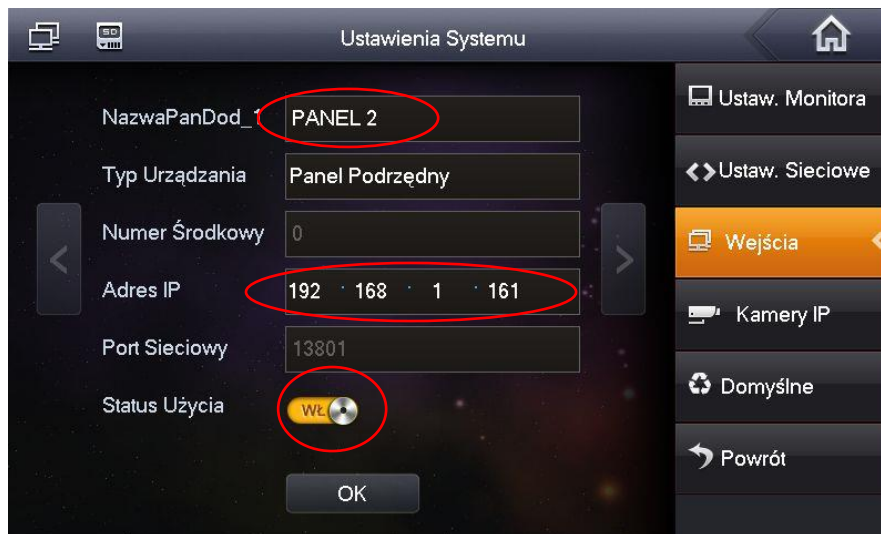 SD
Ustawienia Systemu
NazwaPanDod_1
PANEL 2
Typ Urządzania
Panel Podrzędny
Numer Środkowy
0
Adres IP
192 . 168 . 1 . 161
Port Sieciowy
13801
Status Użycia
WŁ
OK
Ustaw. Monitora
Ustaw. Sieciowe
Wejścia
Kamery IP
Domyślne
Powrót